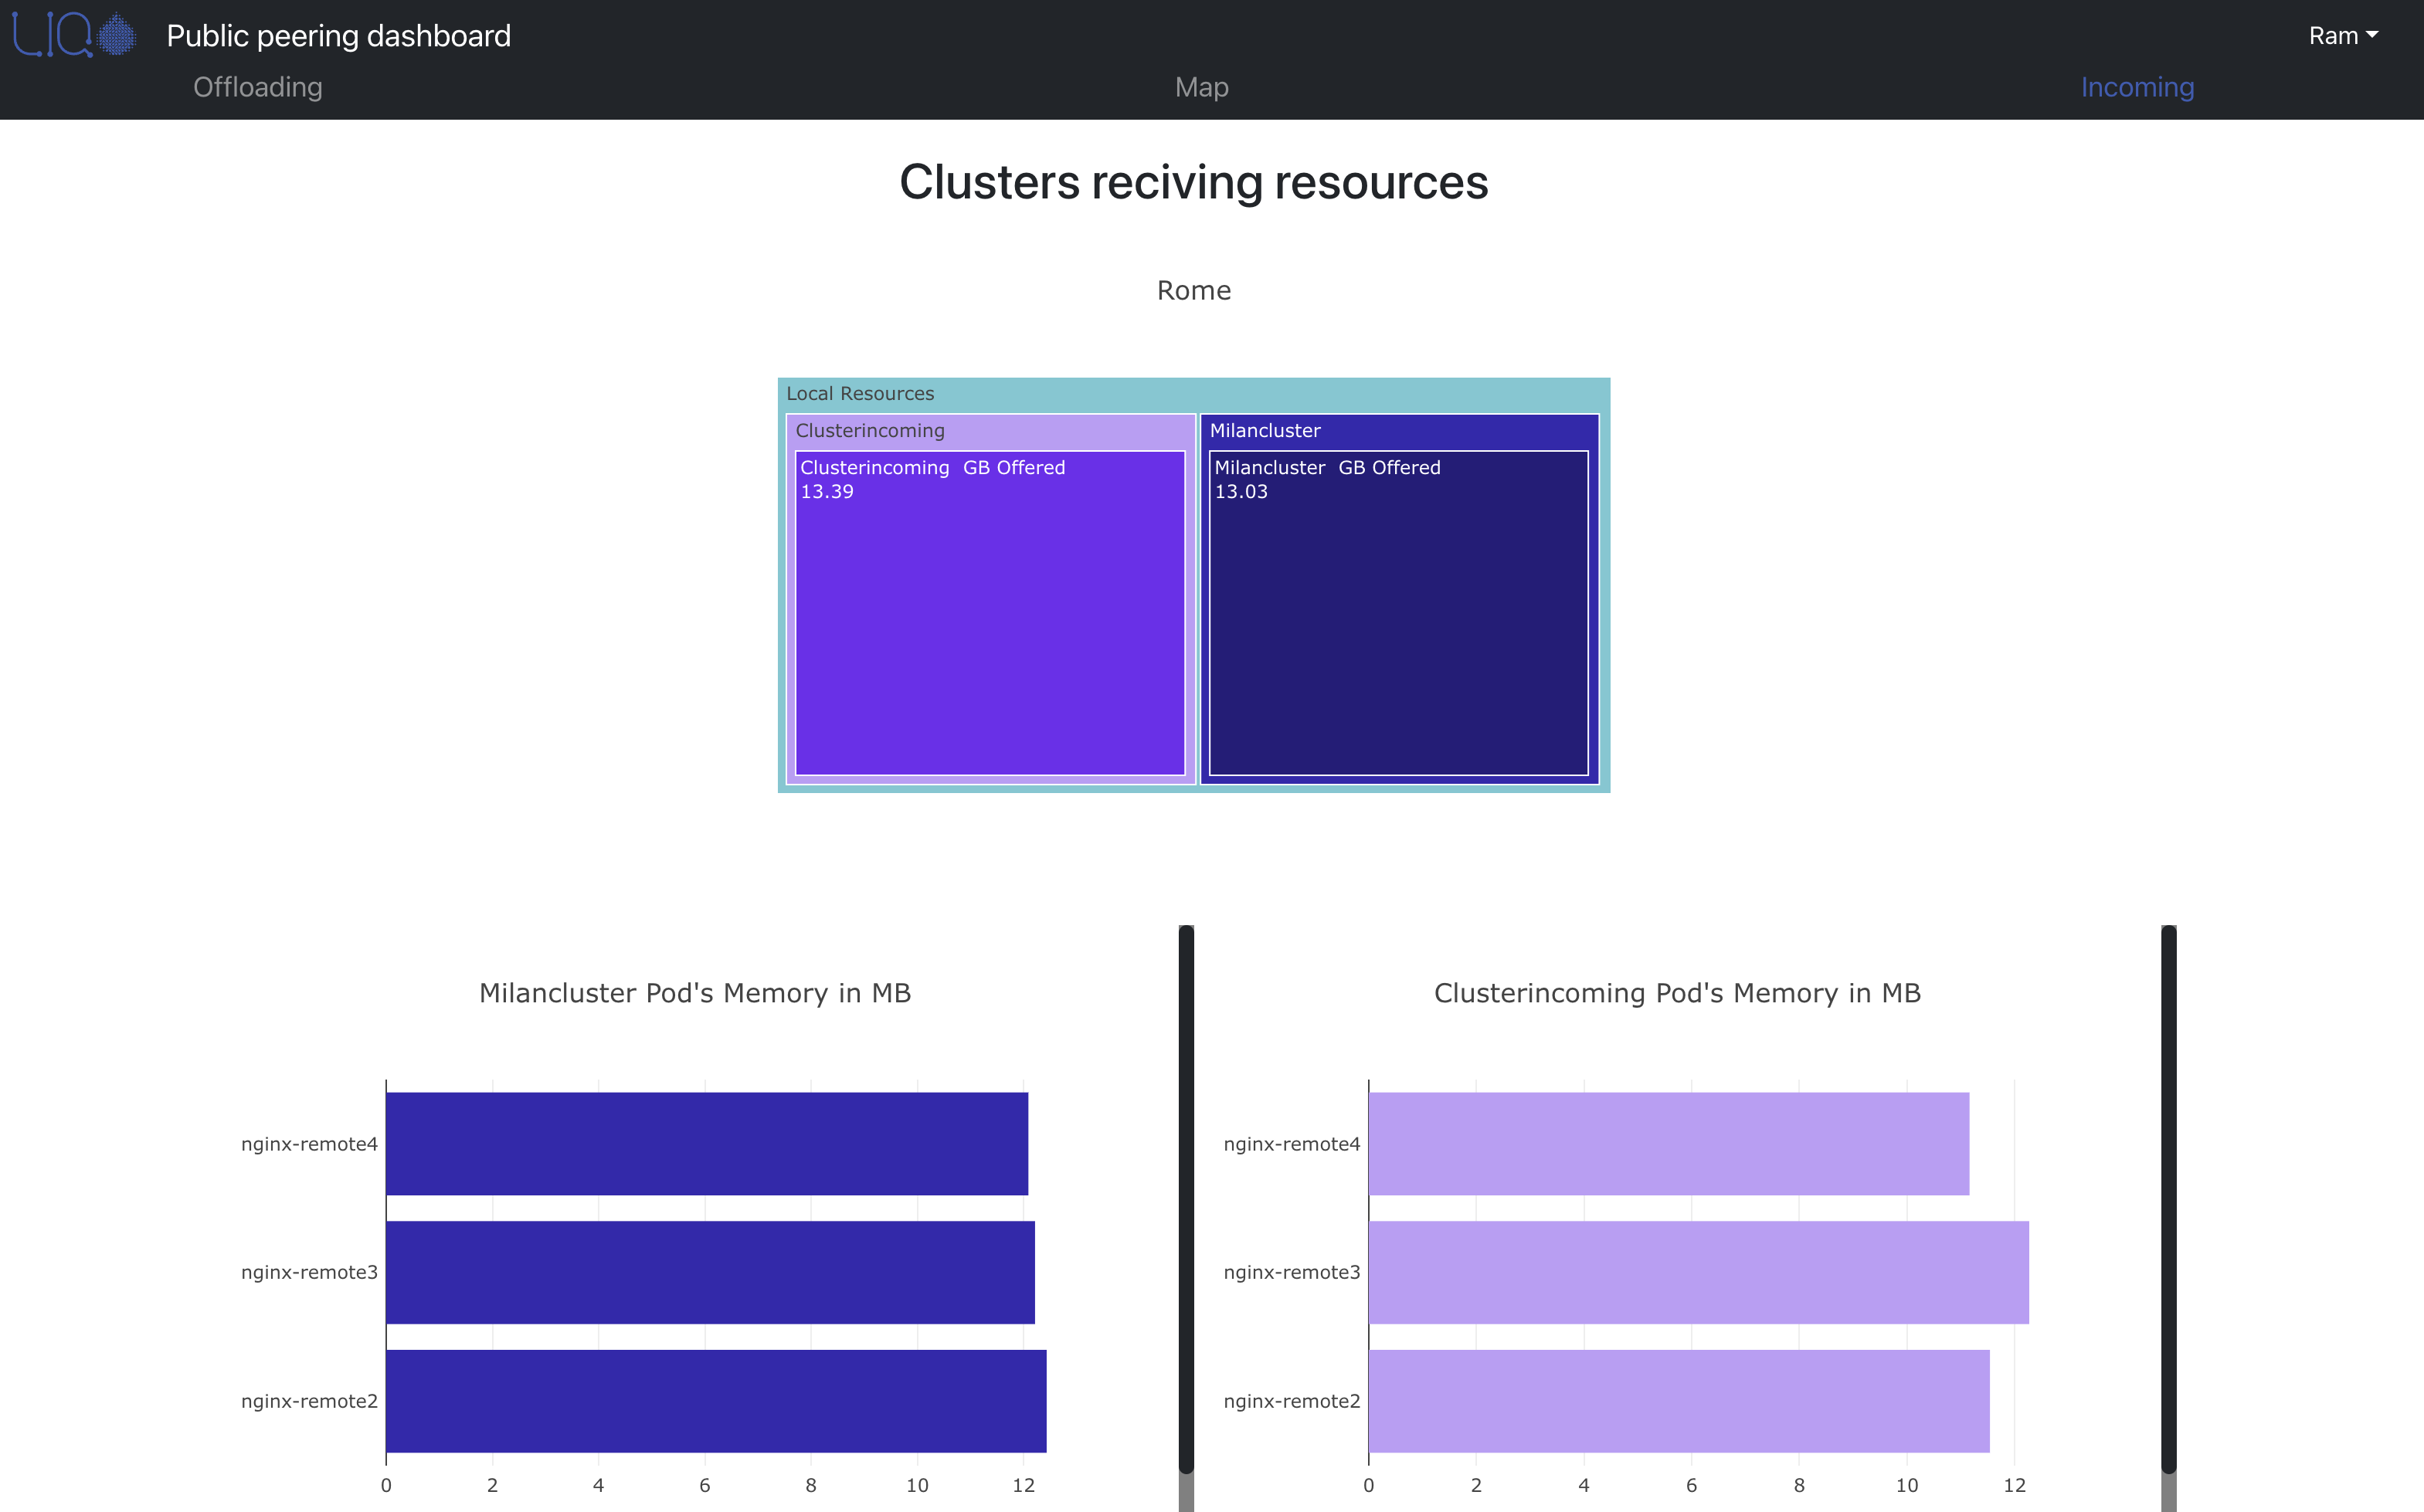 LIQO
Public peering dashboard
Ram
Offloading
Map
Incoming
Clusters reciving resources
Rome
Local Resources
Clusterincoming
Clusterincoming  GB Offered
13.39
Milancluster
Milancluster  GB Offered
13.03
Milancluster Pod's Memory in MB
nginx-remote4
nginx-remote3
nginx-remote2
0 2 4 6 8 10 12
Clusterincoming Pod's Memory in MB
nginx-remote4
nginx-remote3
nginx-remote2
0 2 4 6 8 10 12